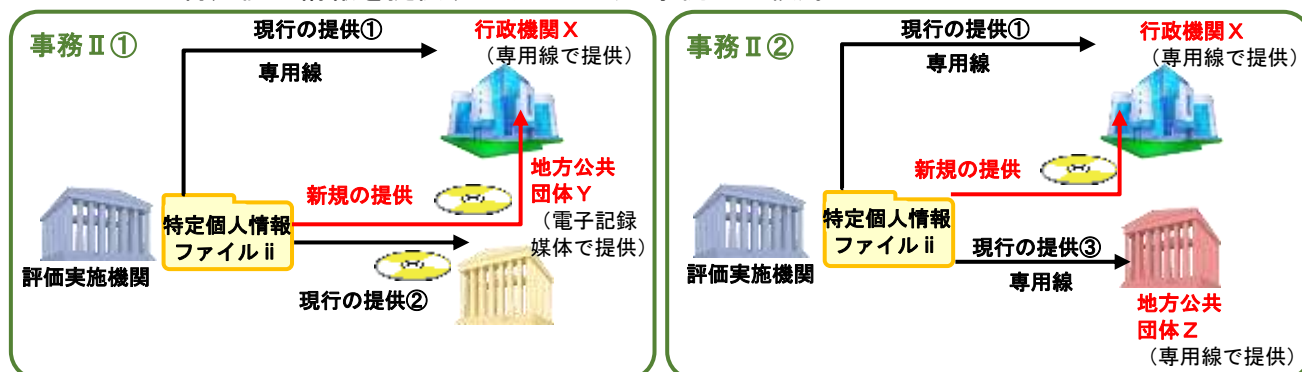 事務Ⅱ①
現行の提供①
専用線
行政機関X
（専用線で提供）
新規の提供
地方公共
団体Y
（電子記録
媒体で提供）
特定個人情報
ファイルⅱ
評価実施機関
現行の提供②
事務Ⅱ②
現行の提供①
専用線
行政機関X
（専用線で提供）
新規の提供
特定個人情報
ファイルⅱ
評価実施機関
現行の提供③
専用線
地方公共
団体Z
（専用線で提供）